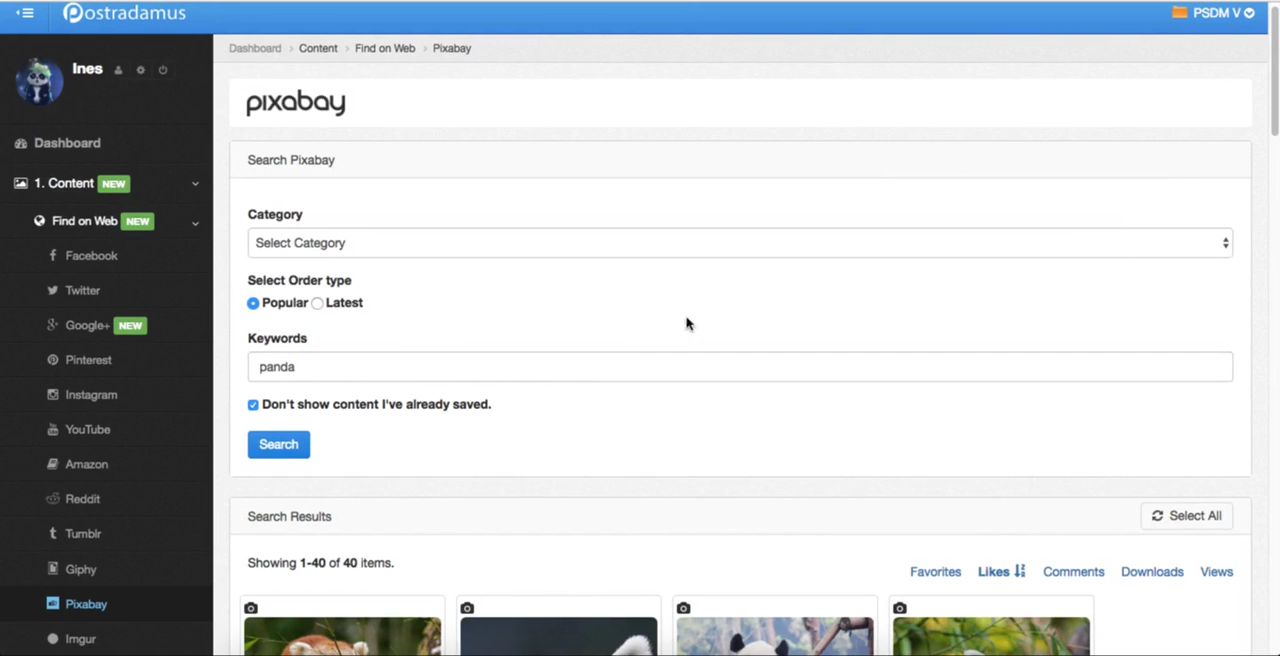 Postradamus
PSDM V
Ines
Dashboard
1. Content NEW
Find on Web NEW
Facebook
Twitter
Google+ NEW
Pinterest
Instagram
YouTube
Amazon
Reddit
Tumblr
Giphy
Pixabay
Imgur
Dashboard › Content › Find on Web › Pixabay
pixabay
Search Pixabay
Category
Select Category
Select Order type
Popular Latest
Keywords
panda
Don't show content I've already saved.
Search
Search Results
Select All
Showing 1-40 of 40 items.
Favorites Likes Comments Downloads Views